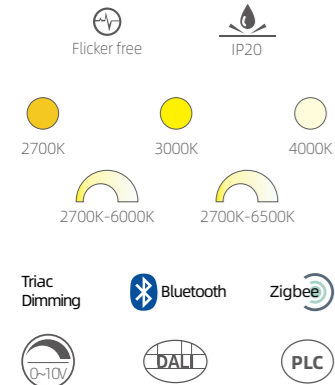 Flicker free
IP20
2700K
3000K
4000K
2700K-6000K
2700K-6500K
Triac
Dimming
Bluetooth
Zigbee
0~10V
DALI
PLC